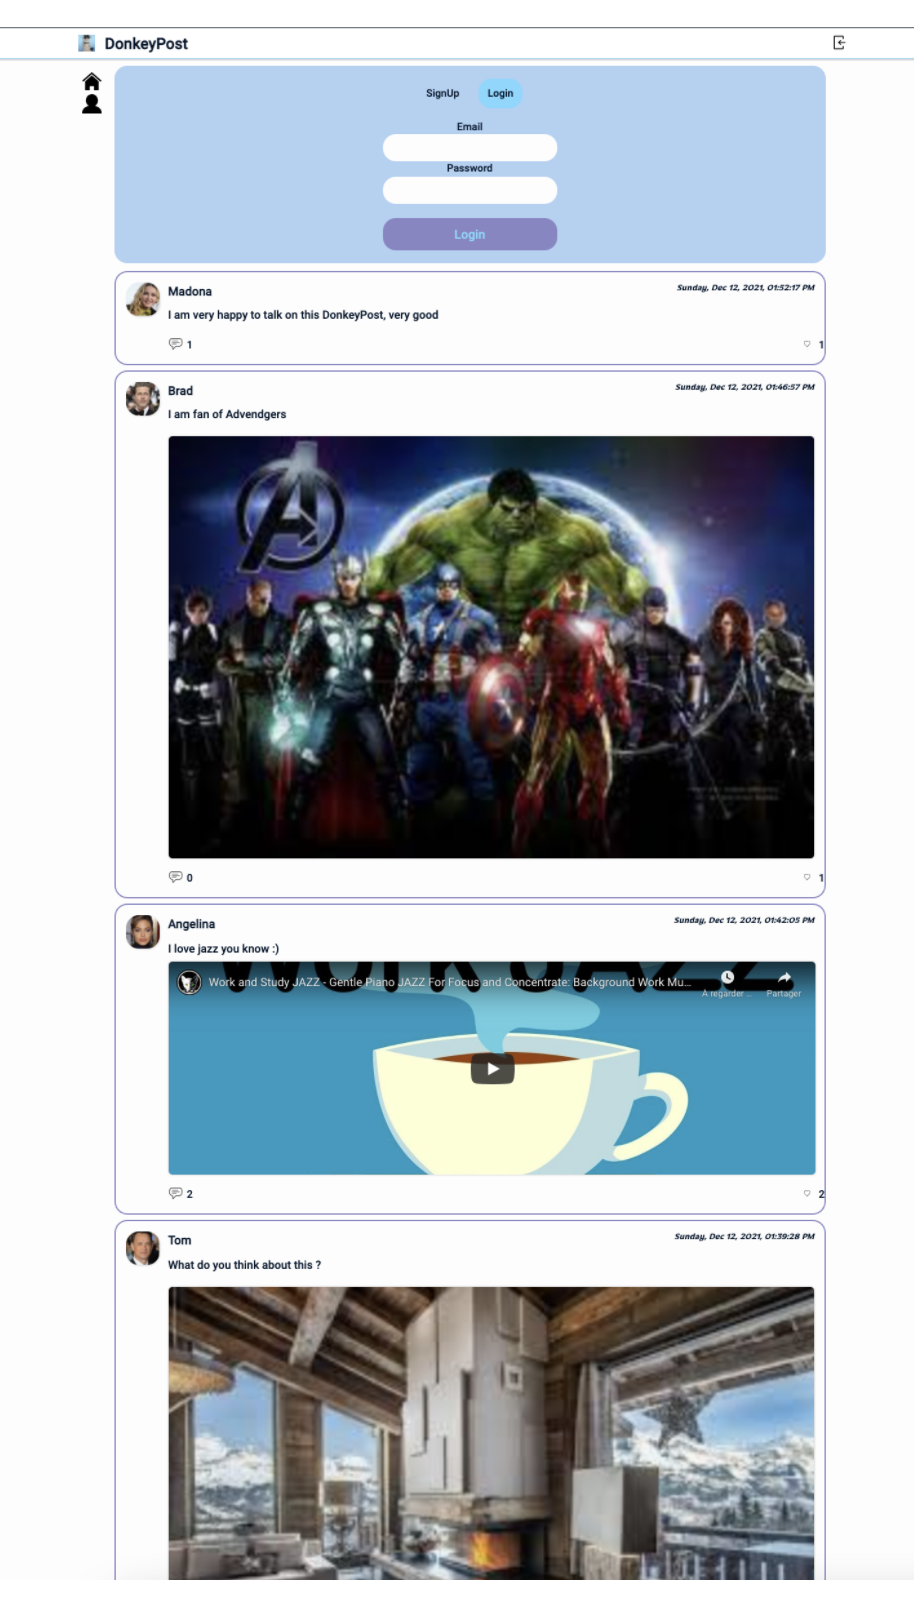 DonkeyPost
SignUp Login
Email
Password
Login
Madona
Sunday, Dec 12, 2021, 01:52:17 PM
I am very happy to talk on this DonkeyPost, very good
1
1
Brad
Sunday, Dec 12, 2021, 01:46:57 PM
I am fan of Advendgers
A
0
1
Angelina
Sunday, Dec 12, 2021, 01:42:05 PM
I love jazz you know :)
WORK JAZZ
Work and Study JAZZ - Gentle Piano JAZZ For Focus and Concentrate: Background Work Mu...
À regarder ...
Partager
2
2
Tom
Sunday, Dec 12, 2021, 01:39:28 PM
What do you think about this ?